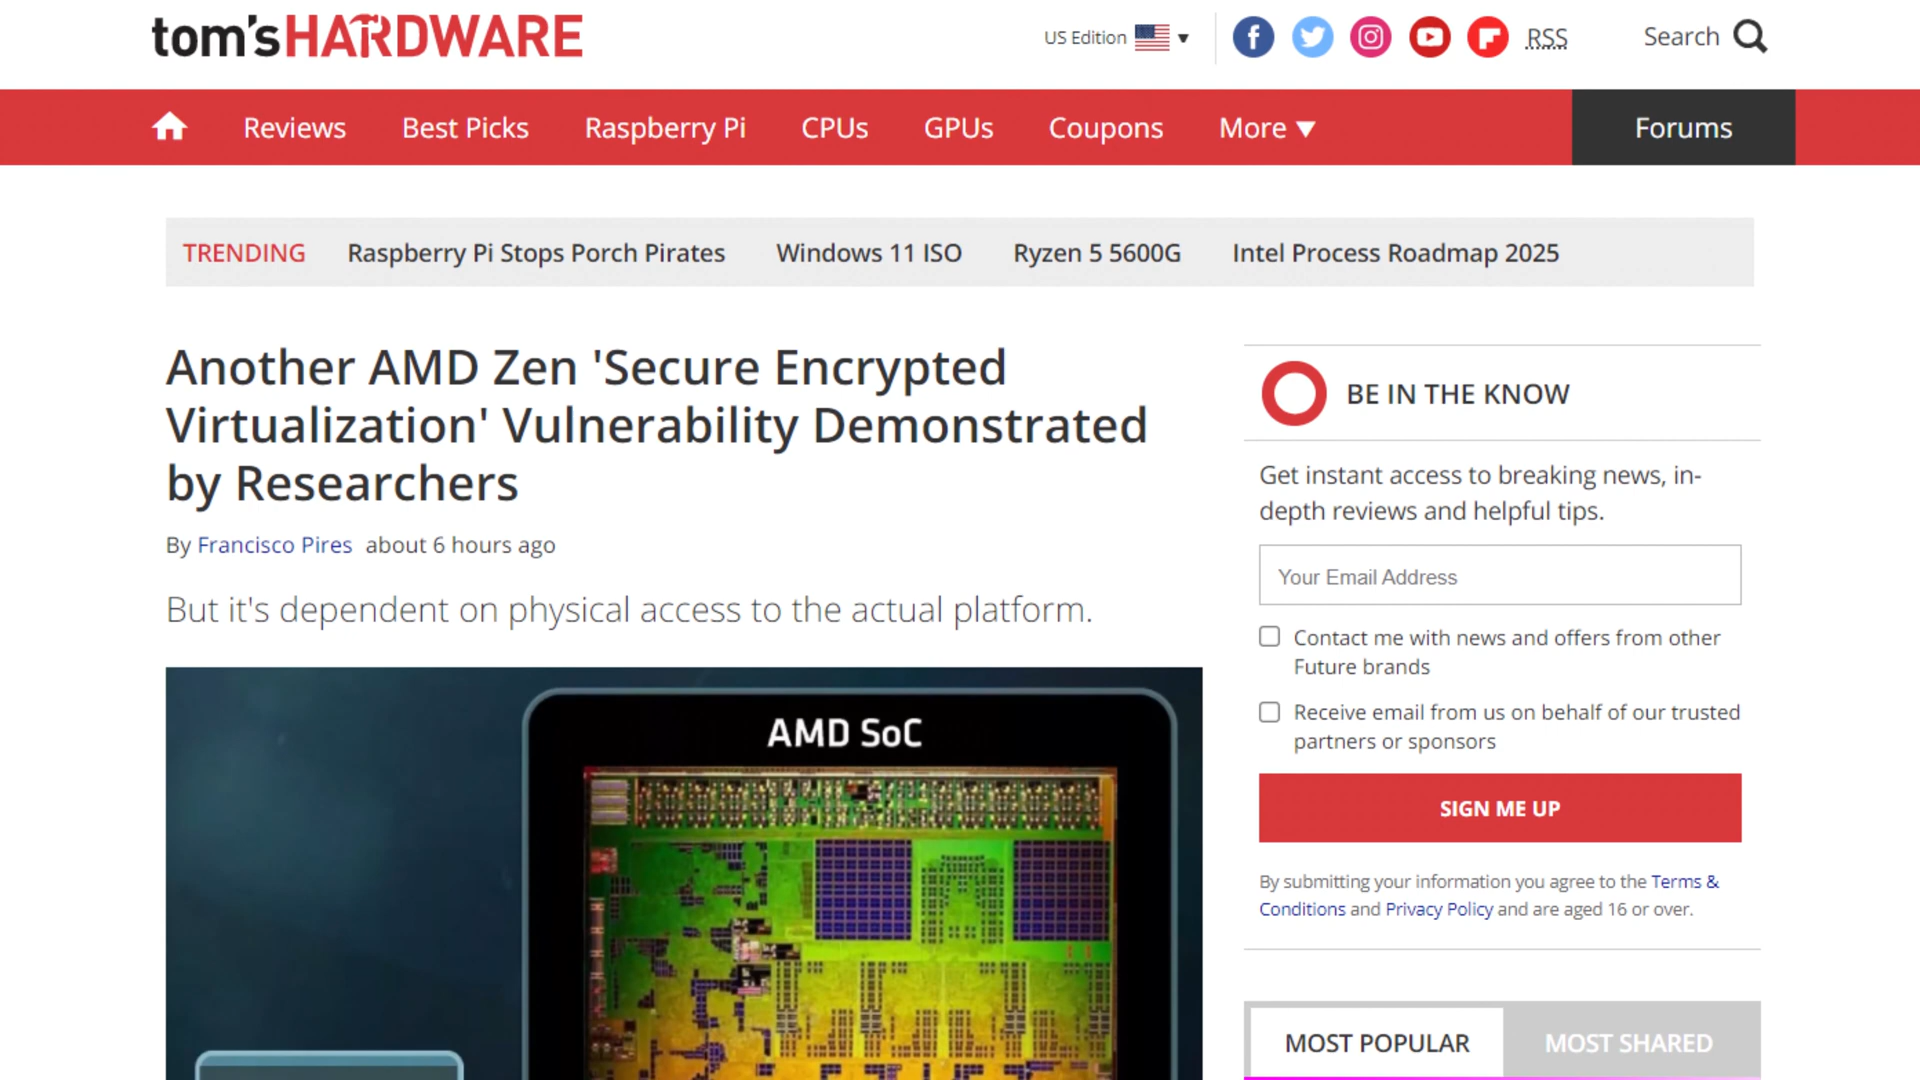 tom's HARDWARE
US Edition
RSS
Search
Reviews
Best Picks
Raspberry Pi
CPUs
GPUs
Coupons
More
Forums
TRENDING
Raspberry Pi Stops Porch Pirates
Windows 11 ISO
Ryzen 5 5600G
Intel Process Roadmap 2025
Another AMD Zen 'Secure Encrypted
Virtualization' Vulnerability Demonstrated
by Researchers
By Francisco Pires about 6 hours ago
But it's dependent on physical access to the actual platform.
AMD SoC
BE IN THE KNOW
Get instant access to breaking news, in-
depth reviews and helpful tips.
Your Email Address
Contact me with news and offers from other
Future brands
Receive email from us on behalf of our trusted
partners or sponsors
SIGN ME UP
By submitting your information you agree to the Terms &
Conditions and Privacy Policy and are aged 16 or over.
MOST POPULAR
MOST SHARED